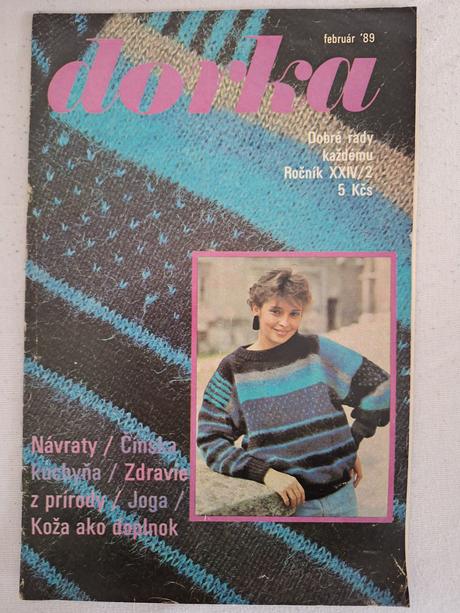 február '89
dorka
Dobré rady
každému
Ročník XXIV/2
5 Kčs
Návraty / Čínska
kuchyňa / Zdravie
z prírody / Joga /
Koža ako doplnok